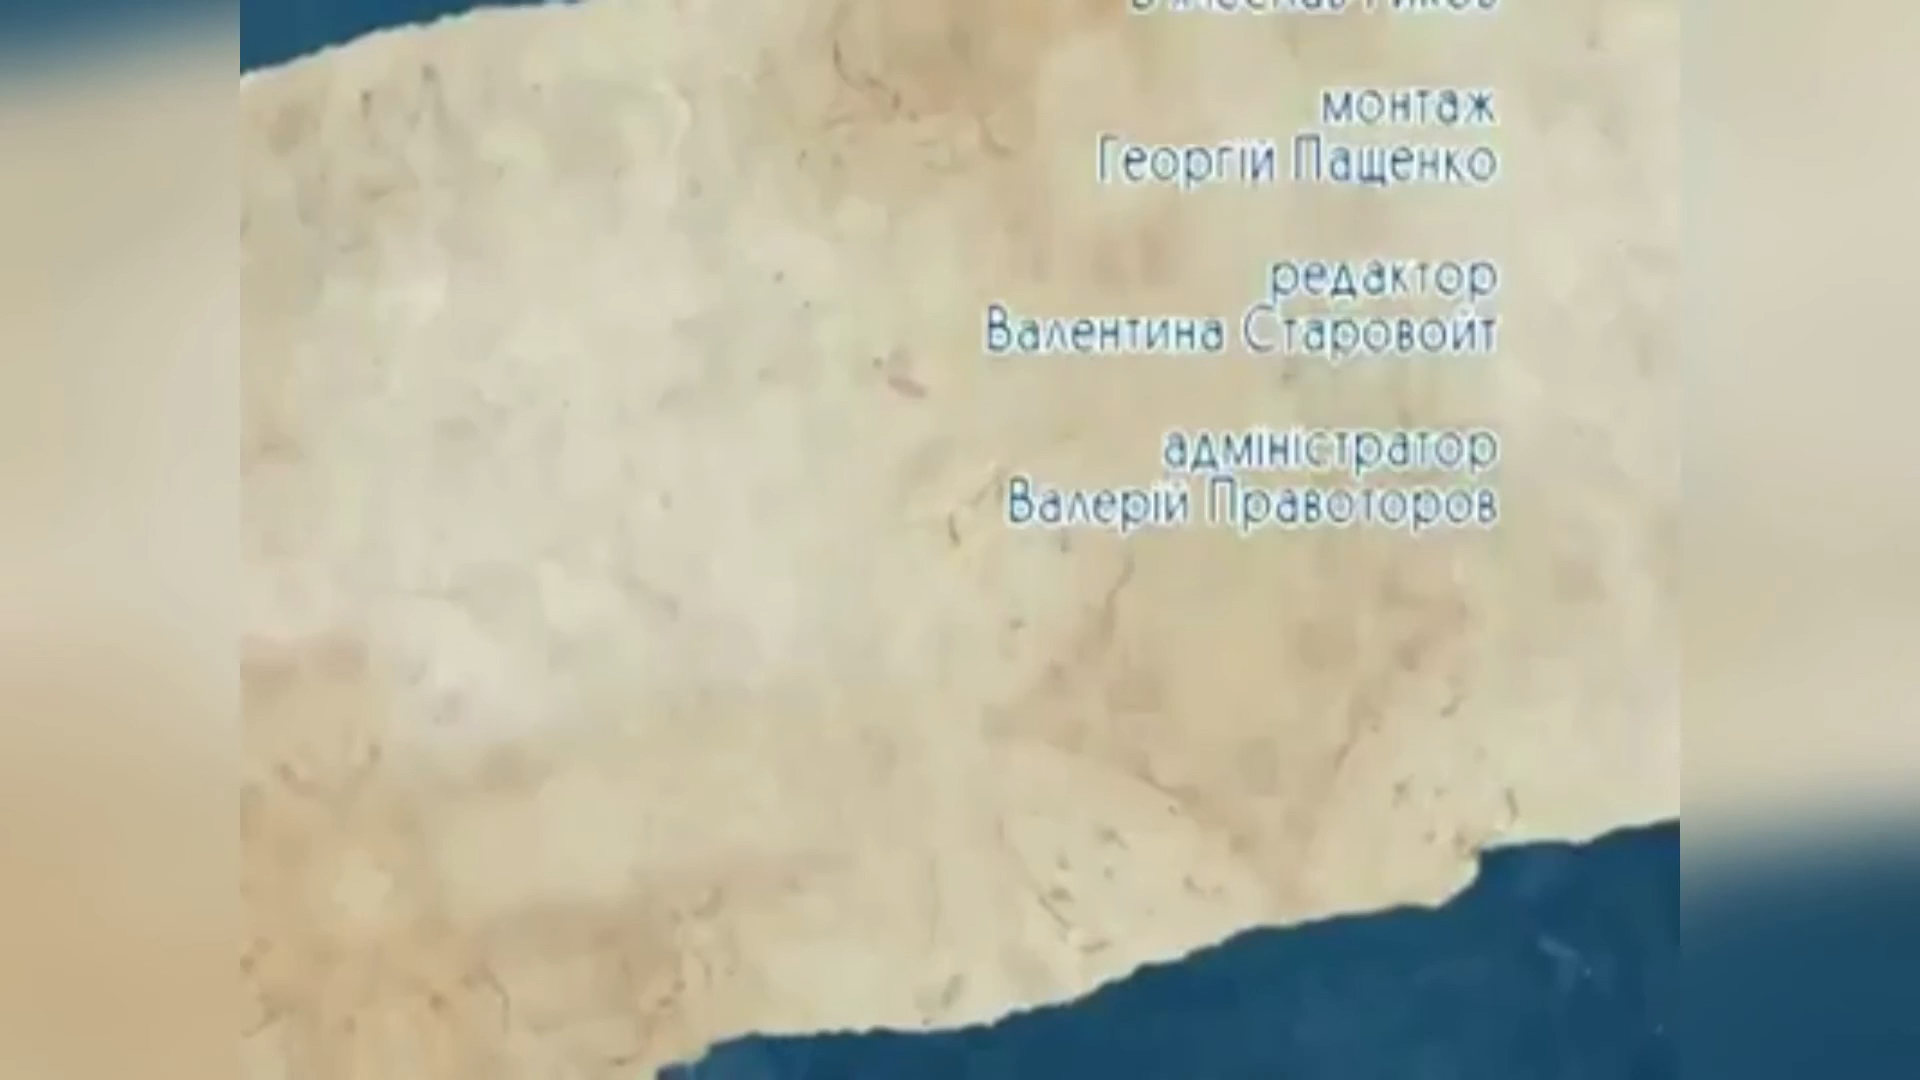 монтаж
Георгій Пащенко
редактор
Валентина Старовойт
адміністратор
Валерій Правоторов